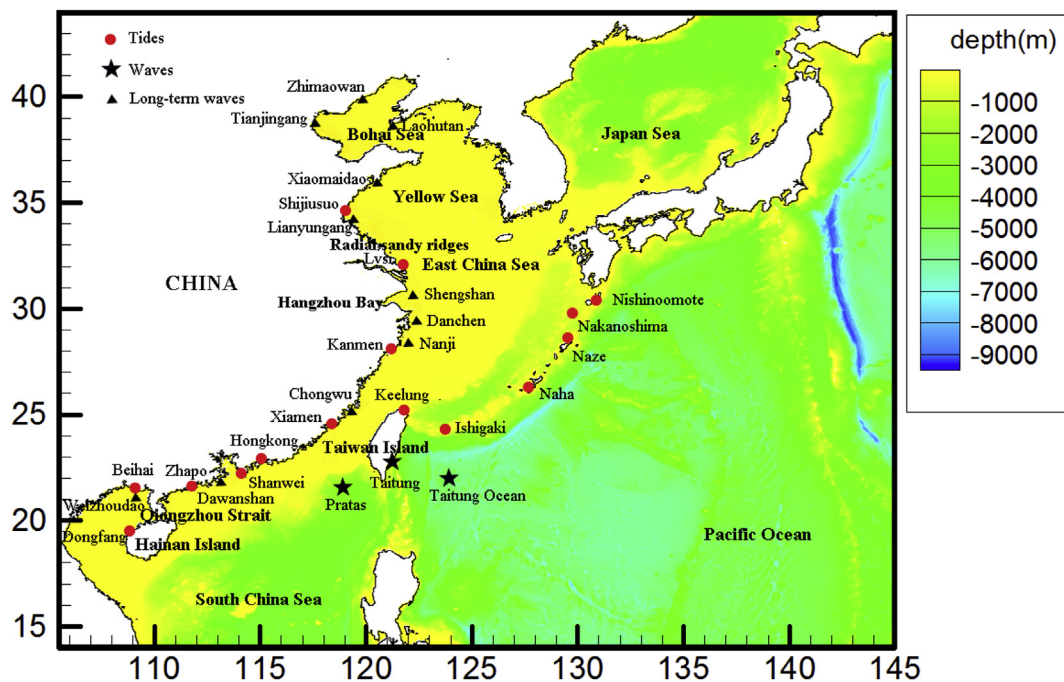 Tides
Waves
Long-term waves
depth(m)
-1000
-2000
-3000
-4000
-5000
-6000
-7000
-8000
-9000
Zhimaowan
Tianjingang
Laohutan
Bohai Sea
Japan Sea
Xiaomaidao
Yellow Sea
Shijiusuo
Lianyungang
Radial sandy ridges
Lvsi
East China Sea
CHINA
Hangzhou Bay
Shengshan
Nishinoomote
Danchen
Nakanoshima
Kanmen
Nanji
Naze
Chongwu
Keelung
Naha
Xiamen
Ishigaki
Hongkong
Taiwan Island
Beihai
Zhapo
Shanwei
Taitung
Taitung Ocean
Weizhoudao
Dawanshan
Pratas
Qiongzhou Strait
Dongfang
Hainan Island
Pacific Ocean
South China Sea
40
35
30
25
20
15
110
115
120
125
130
135
140
145